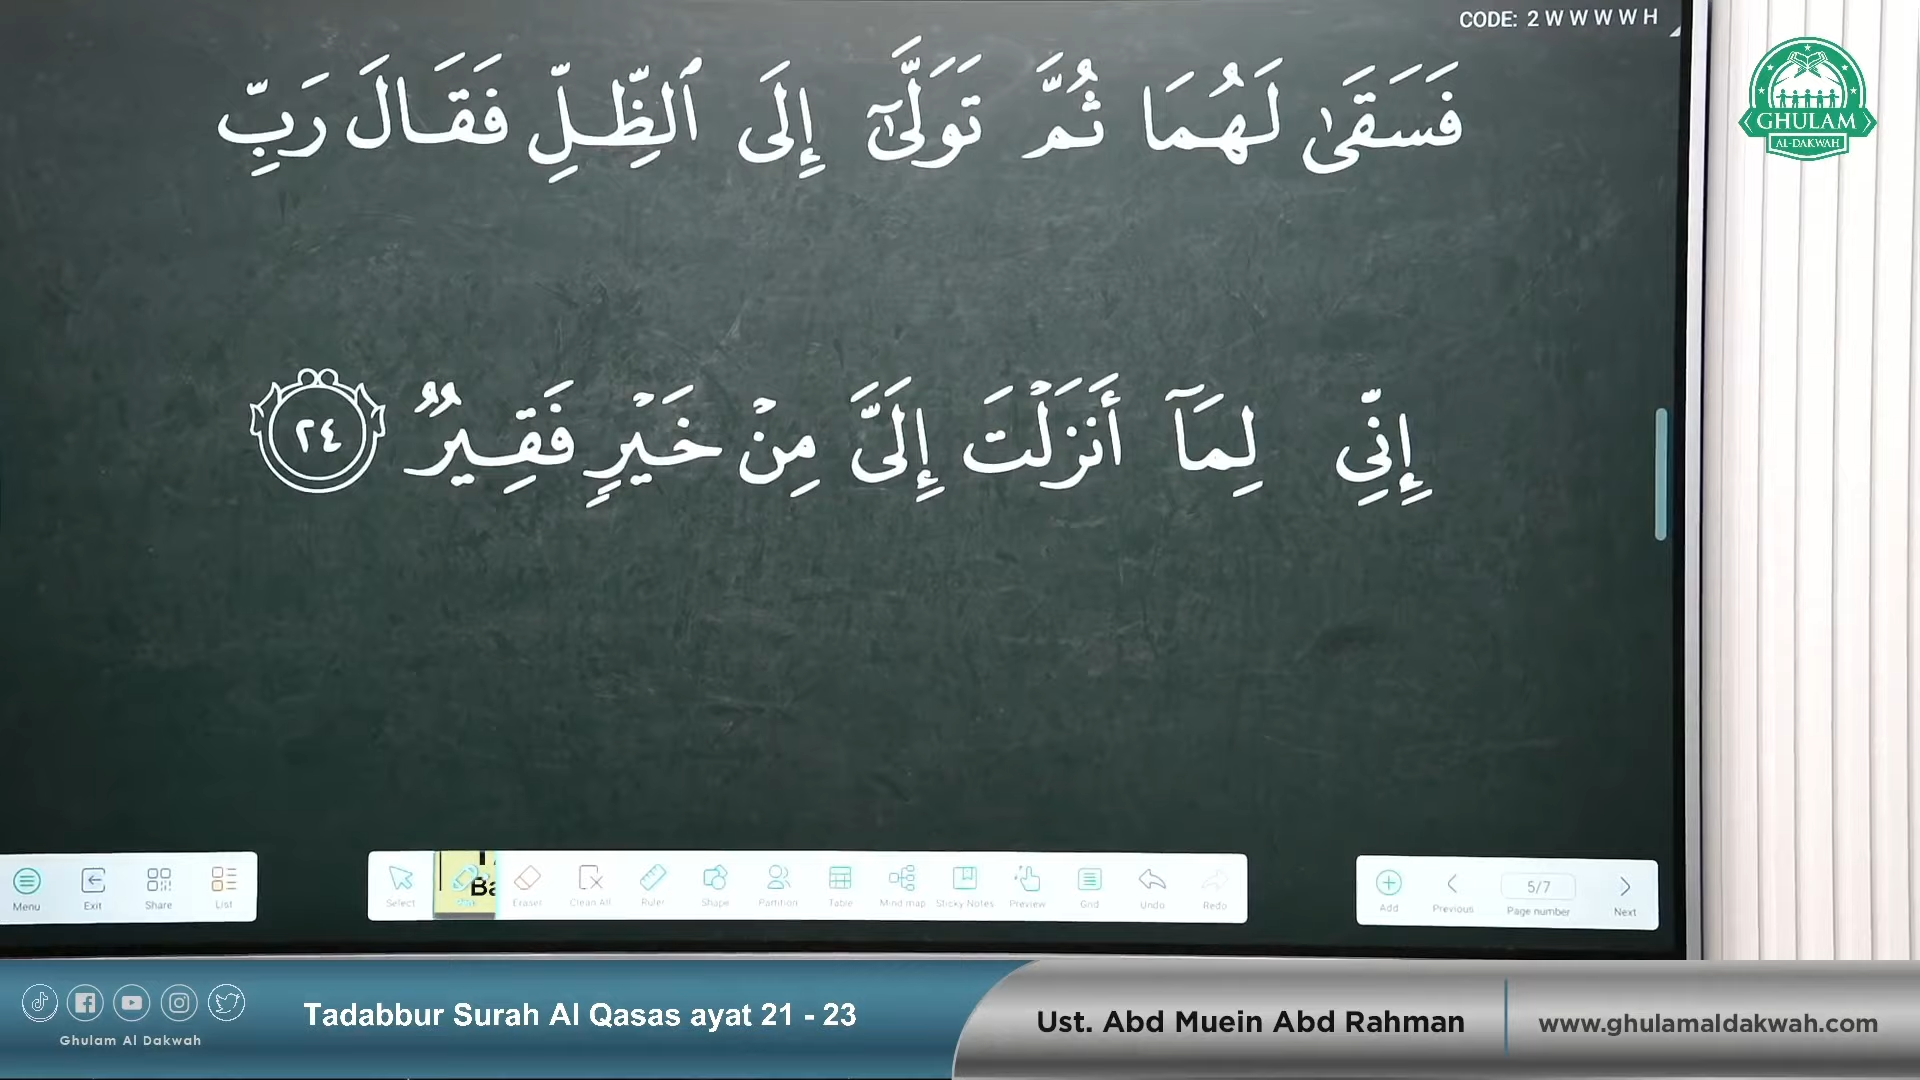 CODE: 2WWWWH
GHULAM
AL-DAKWAH
فَسَقَىٰ لَهُمَا ثُمَّ تَوَلَّىٰٓ إِلَى ٱلظِّلِّ فَقَالَ رَبِّ
إِنِّى لِمَآ أَنزَلْتَ إِلَىَّ مِنْ خَيْرٍ فَقِيرٌ ٢٤
Menu Exit Share List
Select Ba Eraser Clean All Ruler Shape Partition Table Mind map Sticky Notes Preview Grid Undo Redo
Add Previous 5/7 Page number Next
Ghulam Al Dakwah
Tadabbur Surah Al Qasas ayat 21 - 23
Ust. Abd Muein Abd Rahman
www.ghulamaldakwah.com